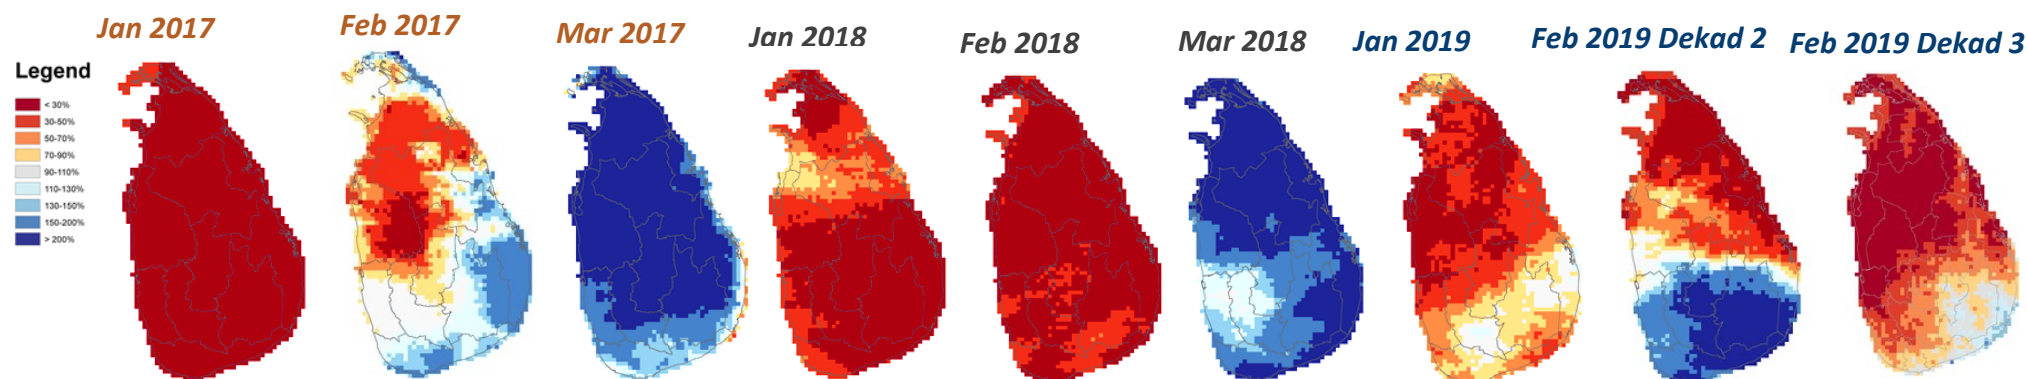 Jan 2017
Feb 2017
Mar 2017
Jan 2018
Feb 2018
Mar 2018
Jan 2019
Feb 2019 Dekad 2
Feb 2019 Dekad 3
Legend
< 30%
30-50%
50-70%
70-90%
90-110%
110-130%
130-150%
150-200%
> 200%